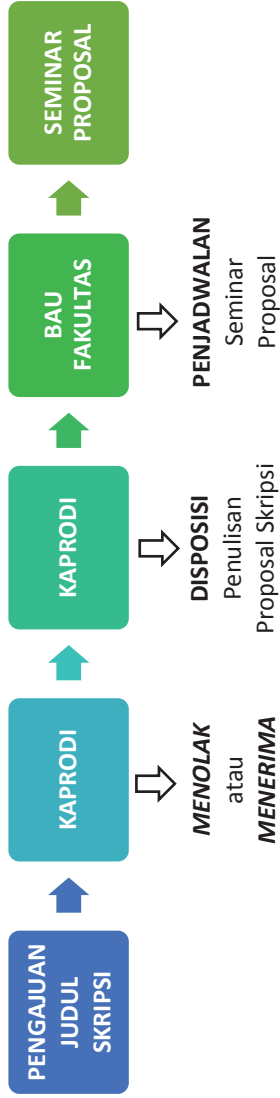 PENGAJUAN
JUDUL
SKRIPSI
KAPRODI
MENOLAK
atau
MENERIMA
KAPRODI
DISPOSISI
Penulisan
Proposal Skripsi
BAU
FAKULTAS
PENJADWALAN
Seminar
Proposal
SEMINAR
PROPOSAL